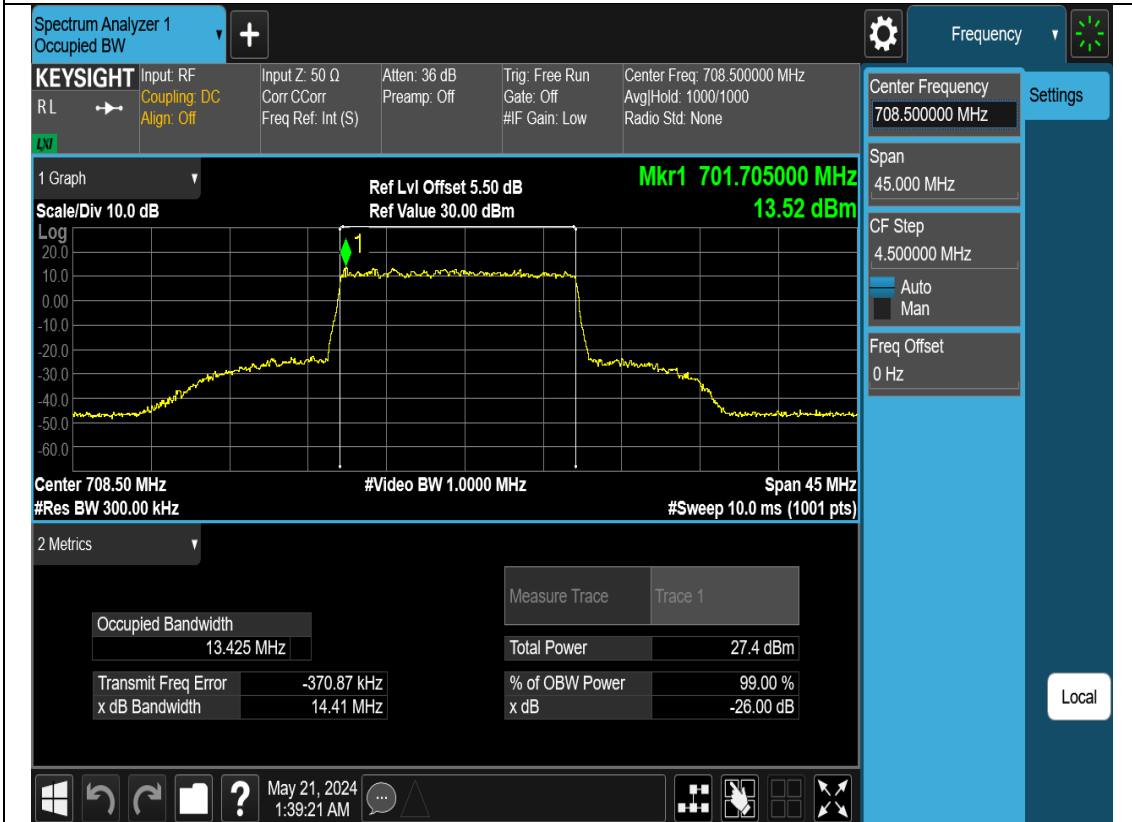 Spectrum Analyzer 1
Occupied BW
▼
+
Frequency
▼
KEYSIGHT
RL
LXI
Input: RF
Coupling: DC
Align: Off
Input Z: 50 Ω
Corr CCorr
Freq Ref: Int (S)
Atten: 36 dB
Preamp: Off
Trig: Free Run
Gate: Off
#IF Gain: Low
Center Freq: 708.500000 MHz
Avg|Hold: 1000/1000
Radio Std: None
Center Frequency
708.500000 MHz
Settings
Span
45.000 MHz
CF Step
4.500000 MHz
Auto
Man
Freq Offset
0 Hz
Local
1 Graph
▼
Scale/Div 10.0 dB
Ref Lvl Offset 5.50 dB
Ref Value 30.00 dBm
Mkr1 701.705000 MHz
13.52 dBm
Log
1
20.0
10.0
0.00
-10.0
-20.0
-30.0
-40.0
-50.0
-60.0
Center 708.50 MHz
#Video BW 1.0000 MHz
Span 45 MHz
#Res BW 300.00 kHz
#Sweep 10.0 ms (1001 pts)
2 Metrics
▼
Measure Trace Trace 1
Occupied Bandwidth
13.425 MHz
Total Power 27.4 dBm
Transmit Freq Error -370.87 kHz
% of OBW Power 99.00 %
x dB Bandwidth 14.41 MHz
x dB -26.00 dB
?
May 21, 2024
1:39:21 AM